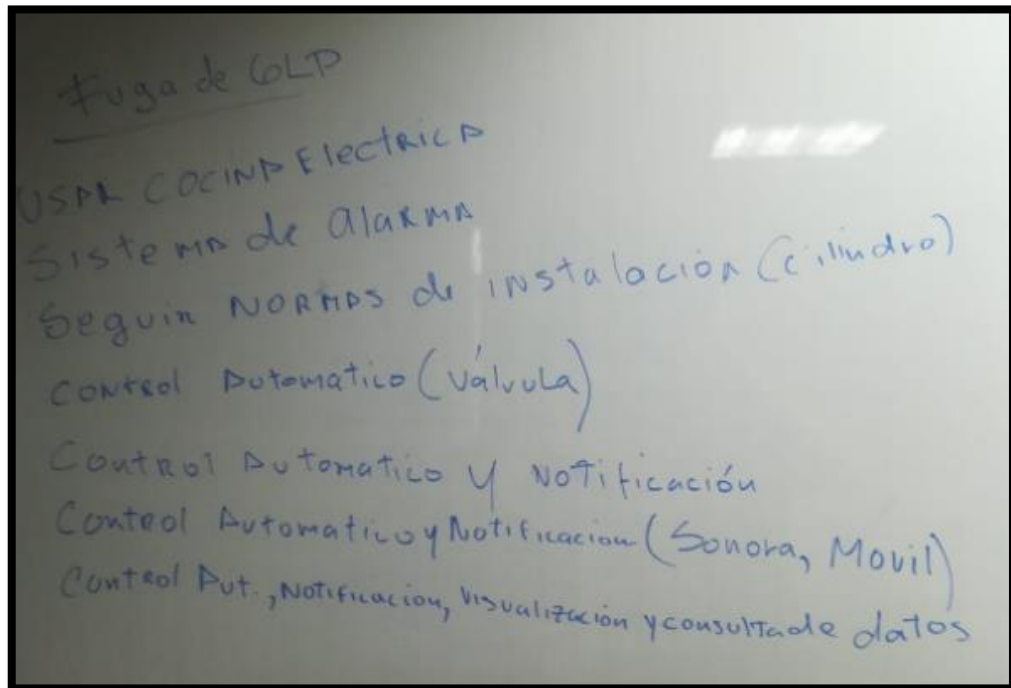 Fuga de GLP
USAR COCINA Electrica
Sistema de alarma
Seguir NORMAS de instalación (cilindro)
Control Automatico (válvula)
Control Automatico y Notificación
Control Automatico y Notificacion (Sonora, Movil)
Control Aut., Notificacion, Visualización y consulta de datos